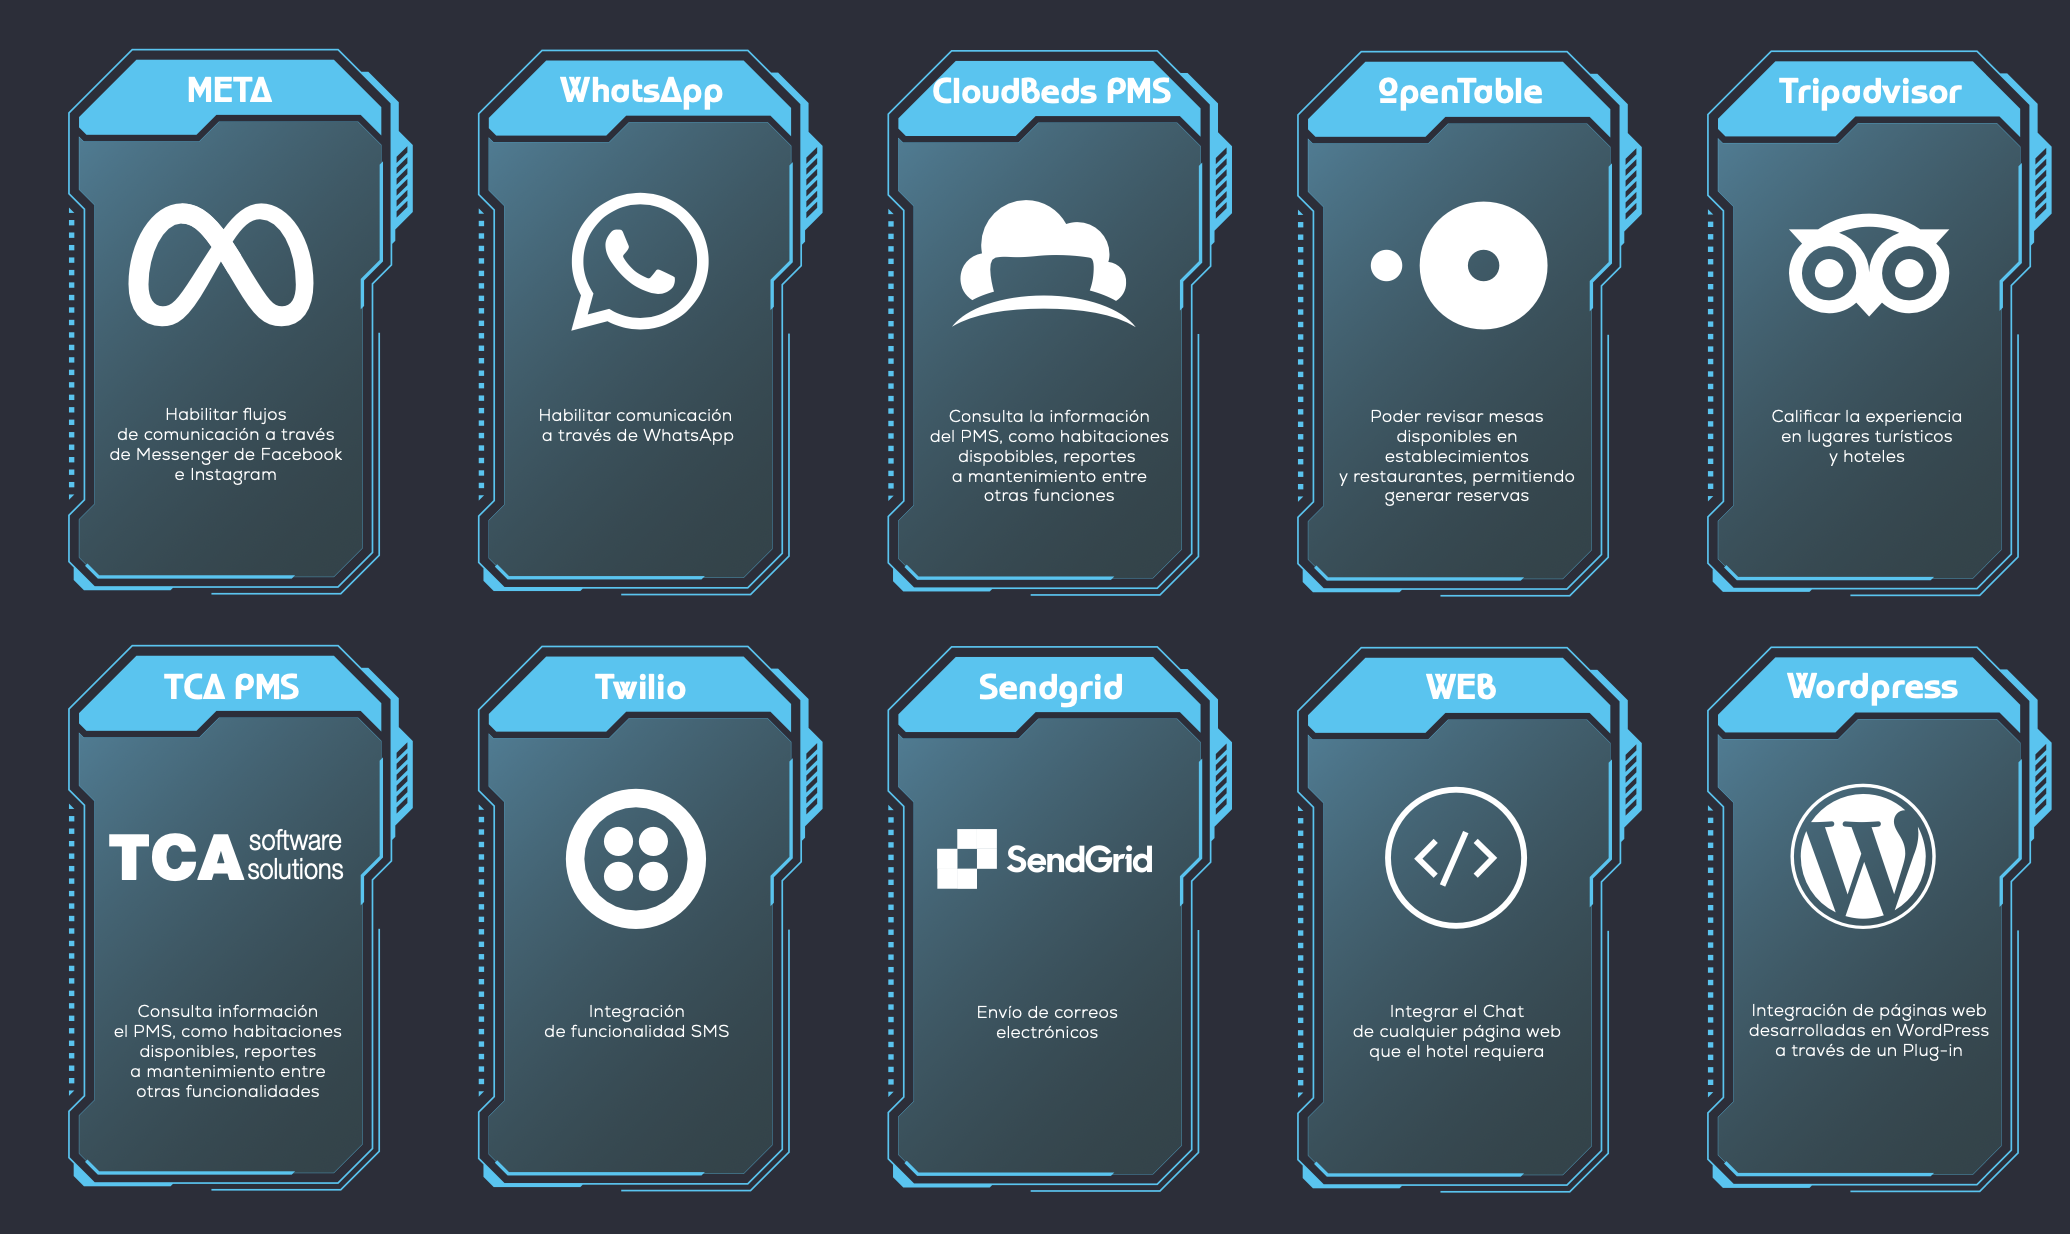 META
Habilitar flujos
de comunicación a través
de Messenger de Facebook
e Instagram
WhatsApp
Habilitar comunicación
a través de WhatsApp
CloudBeds PMS
Consulta la información
del PMS, como habitaciones
dispobibles, reportes
a mantenimiento entre
otras funciones
OpenTable
Poder revisar mesas
disponibles en
establecimientos
y restaurantes, permitiendo
generar reservas
Tripadvisor
Calificar la experiencia
en lugares turísticos
y hoteles
TCA PMS
TCA software
solutions
Consulta información
el PMS, como habitaciones
disponibles, reportes
a mantenimiento entre
otras funcionalidades
Twilio
Integración
de funcionalidad SMS
Sendgrid
SendGrid
Envío de correos
electrónicos
WEB
</>
Integrar el Chat
de cualquier página web
que el hotel requiera
Wordpress
W
Integración de páginas web
desarrolladas en WordPress
a través de un Plug-in